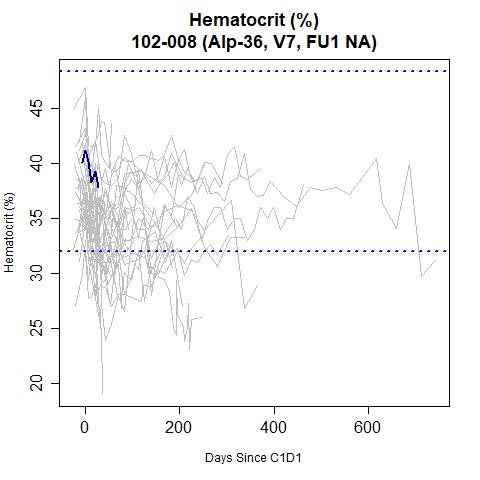 Hematocrit (%)
102-008 (Alp-36, V7, FU1 NA)
Hematocrit (%)
45
40
35
30
25
20
0 200 400 600
Days Since C1D1